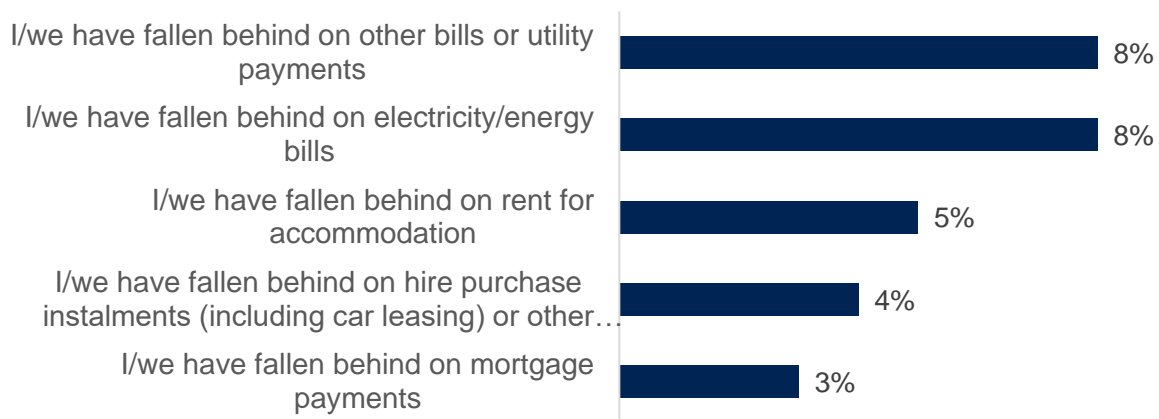 I/we have fallen behind on other bills or utility
payments
8%
I/we have fallen behind on electricity/energy
bills
8%
I/we have fallen behind on rent for
accommodation
5%
I/we have fallen behind on hire purchase
instalments (including car leasing) or other…
4%
I/we have fallen behind on mortgage
payments
3%